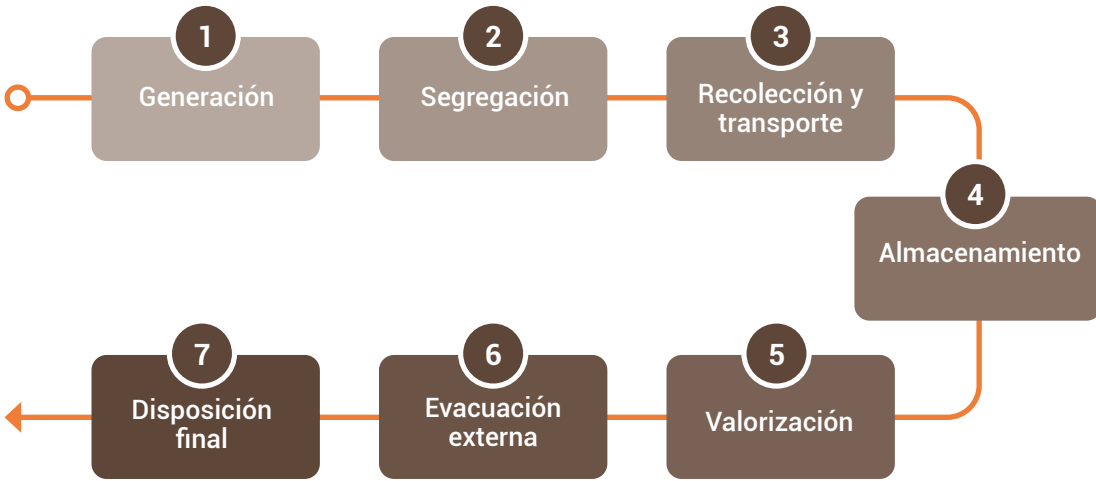 1
Generación
2
Segregación
3
Recolección y
transporte
4
Almacenamiento
5
Valorización
6
Evacuación
externa
7
Disposición
final